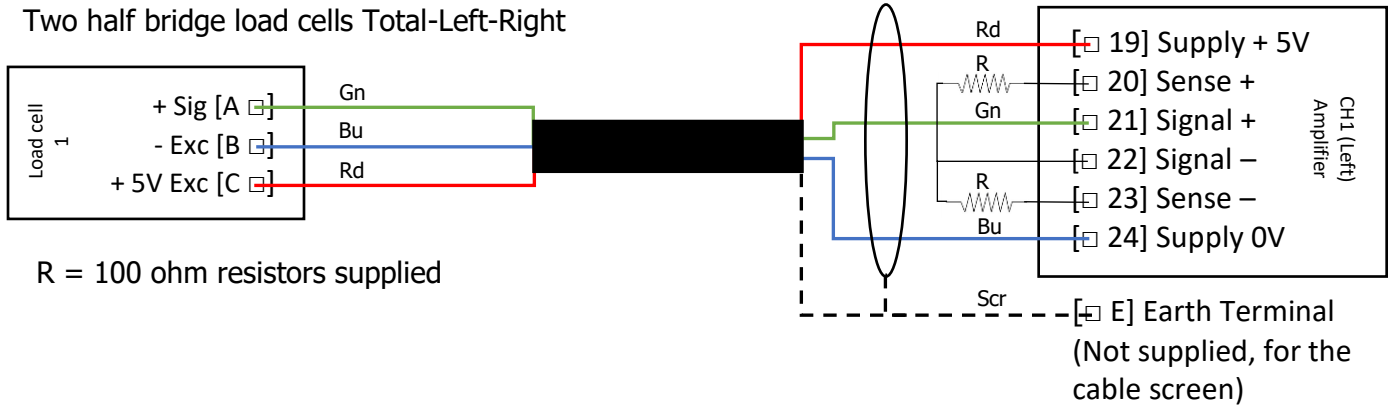 Two half bridge load cells Total-Left-Right
Load cell
1
+ Sig [A □]
- Exc [B □]
+ 5V Exc [C □]
Gn
Bu
Rd
R = 100 ohm resistors supplied
Rd
R
Gn
R
Bu
Scr
[□ 19] Supply + 5V
[□ 20] Sense +
[□ 21] Signal +
[□ 22] Signal –
[□ 23] Sense –
[□ 24] Supply 0V
CH1 (Left)
Amplifier
[□ E] Earth Terminal
(Not supplied, for the
cable screen)